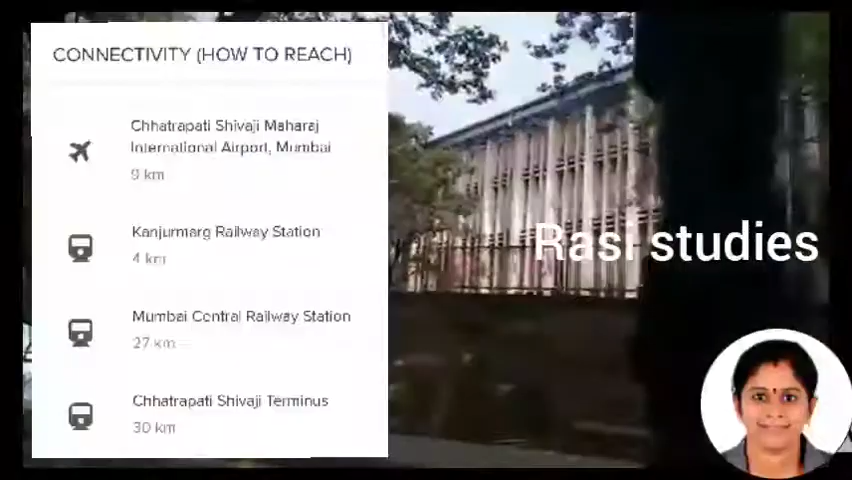 CONNECTIVITY (HOW TO REACH)
Chhatrapati Shivaji Maharaj
International Airport, Mumbai
9 km
Kanjurmarg Railway Station
4 km
Mumbai Central Railway Station
27 km
Chhatrapati Shivaji Terminus
30 km
Rasi studies